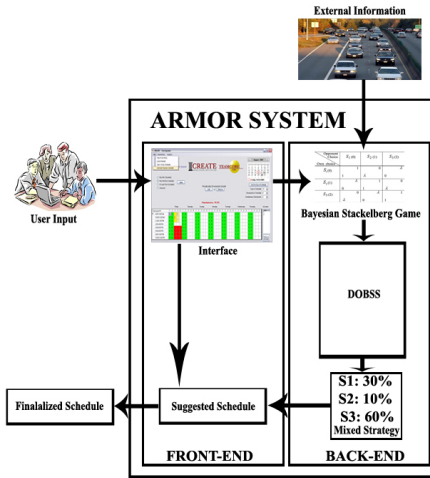 External Information
ARMOR SYSTEM
CREATE
User Input
Interface
Bayesian Stackelberg Game
DOBSS
S1: 30%
S2: 10%
S3: 60%
Mixed Strategy
Finalalized Schedule
Suggested Schedule
FRONT-END
BACK-END